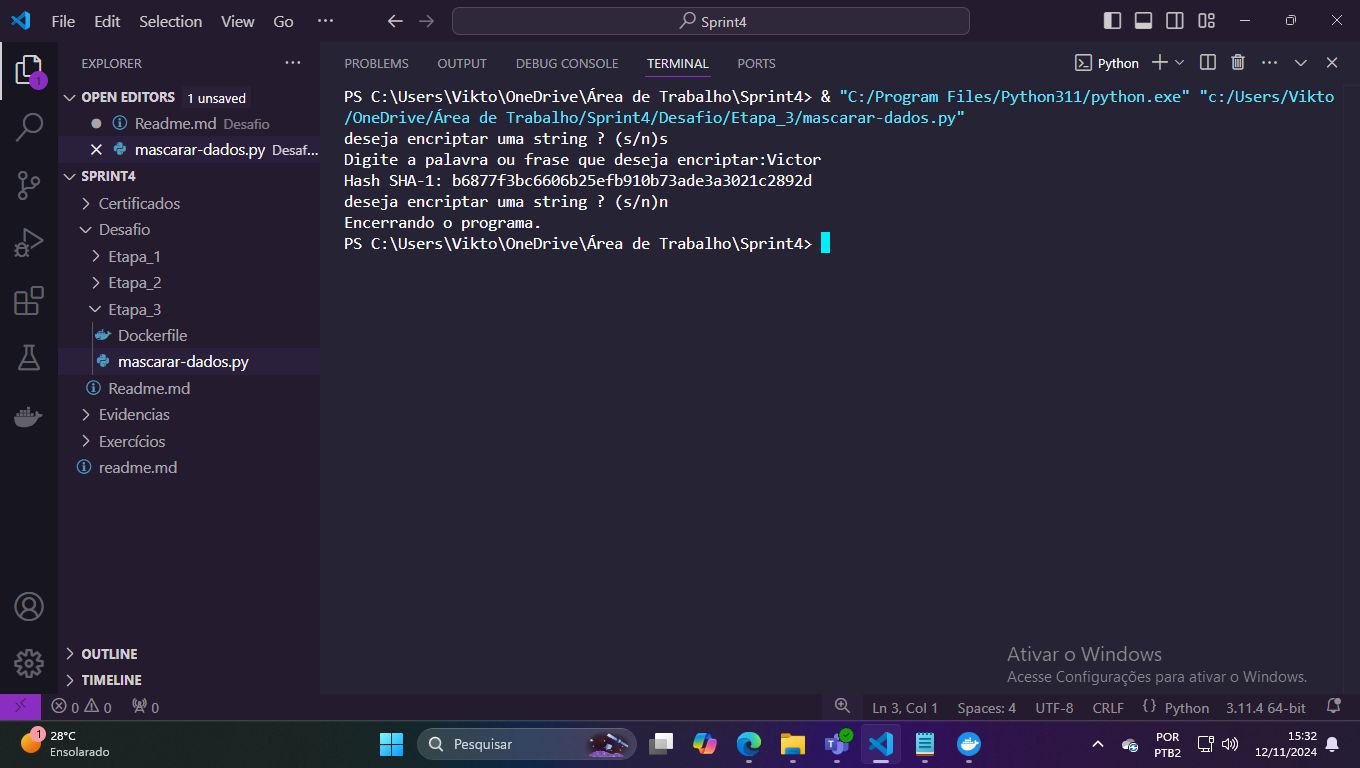 File Edit Selection View Go ···
Sprint4
EXPLORER
PROBLEMS OUTPUT DEBUG CONSOLE TERMINAL PORTS
Python
1
OPEN EDITORS 1 unsaved
Readme.md Desafio
mascarar-dados.py Desaf...
SPRINT4
Certificados
Desafio
Etapa_1
Etapa_2
Etapa_3
Dockerfile
mascarar-dados.py
Readme.md
Evidencias
Exercícios
readme.md
OUTLINE
TIMELINE
PS C:\Users\Vikto\OneDrive\Área de Trabalho\Sprint4> & "C:/Program Files/Python311/python.exe" "c:/Users/Vikto
/OneDrive/Área de Trabalho/Sprint4/Desafio/Etapa_3/mascarar-dados.py"
deseja encriptar uma string ? (s/n)s
Digite a palavra ou frase que deseja encriptar:Victor
Hash SHA-1: b6877f3bc6606b25efb910b73ade3a3021c2892d
deseja encriptar uma string ? (s/n)n
Encerrando o programa.
PS C:\Users\Vikto\OneDrive\Área de Trabalho\Sprint4>
Ativar o Windows
Acesse Configurações para ativar o Windows.
0 0 0
Ln 3, Col 1 Spaces: 4 UTF-8 CRLF {} Python 3.11.4 64-bit
1
28°C
Ensolarado
Pesquisar
POR
PTB2
15:32
12/11/2024